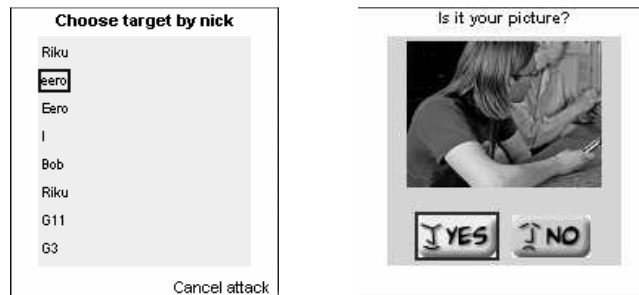 Choose target by nick
Riku
eero
Eero
I
Bob
Riku
G11
G3
Cancel attack
Is it your picture?
YES
NO